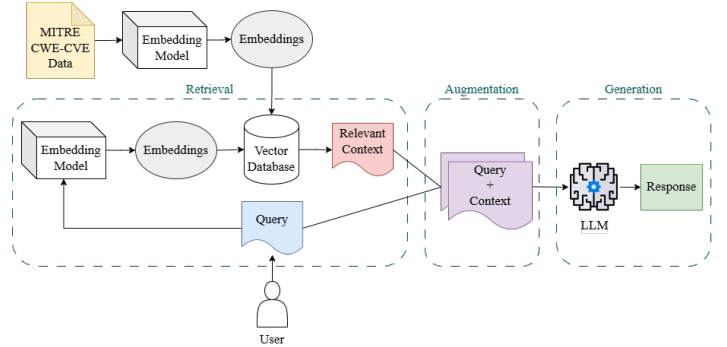 MITRE
CWE-CVE
Data
Embedding
Model
Embeddings
Retrieval
Augmentation
Generation
Embedding
Model
Embeddings
Vector
Database
Relevant
Context
Query
+
Context
LLM
Response
Query
User